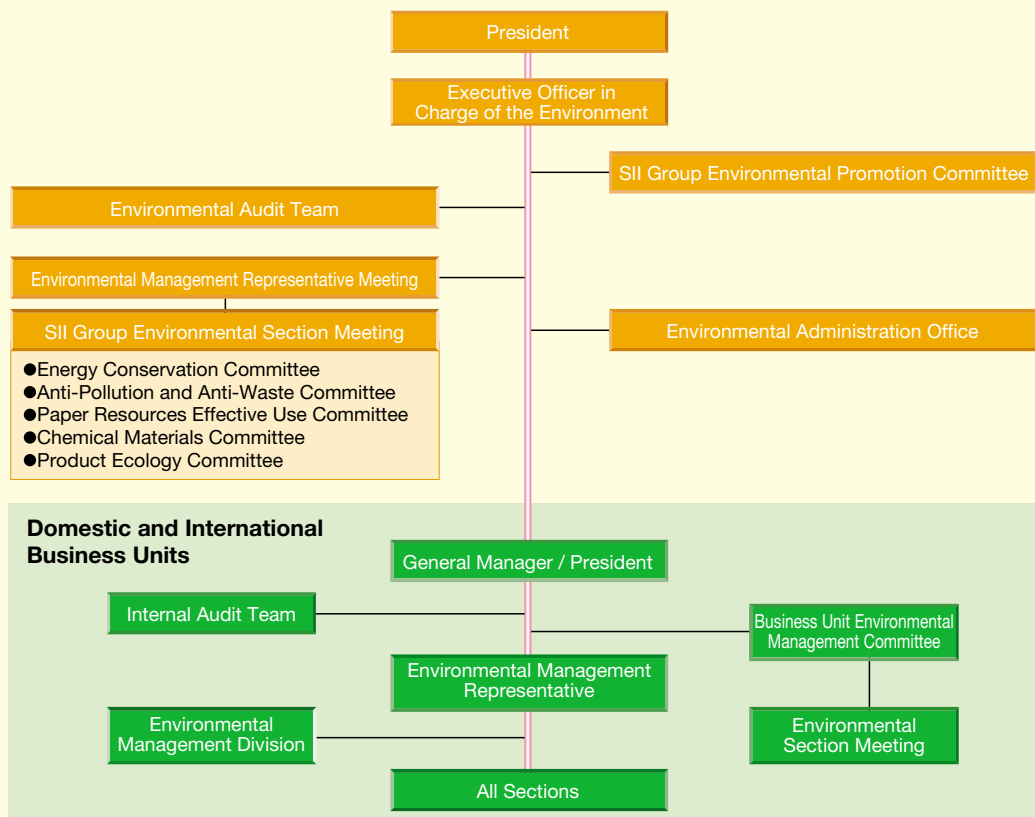 President
Executive Officer in
Charge of the Environment
SII Group Environmental Promotion Committee
Environmental Audit Team
Environmental Management Representative Meeting
SII Group Environmental Section Meeting
Environmental Administration Office
●Energy Conservation Committee
●Anti-Pollution and Anti-Waste Committee
●Paper Resources Effective Use Committee
●Chemical Materials Committee
●Product Ecology Committee
Domestic and International
Business Units
General Manager / President
Internal Audit Team
Business Unit Environmental
Management Committee
Environmental Management
Representative
Environmental
Management Division
Environmental
Section Meeting
All Sections